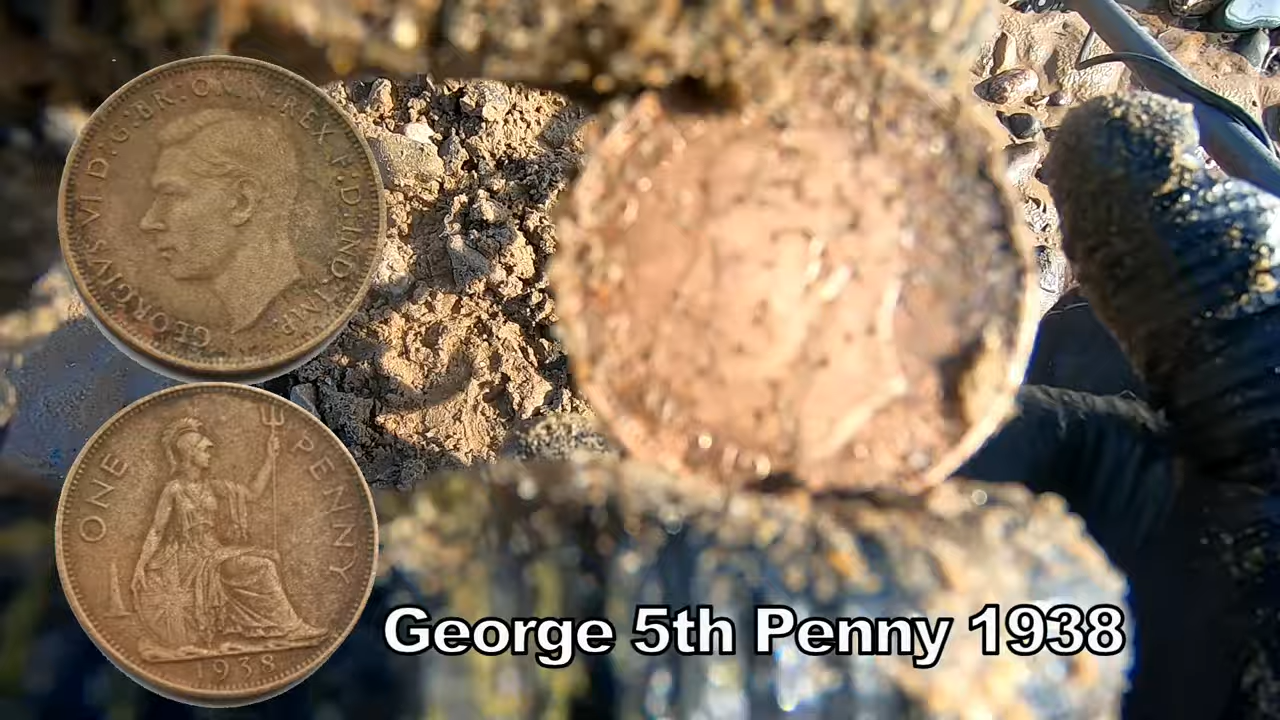 GEORGIVS VI D:G:BR:OMN:REX F:D:IND:IMP.
ONE PENNY
1938
George 5th Penny 1938